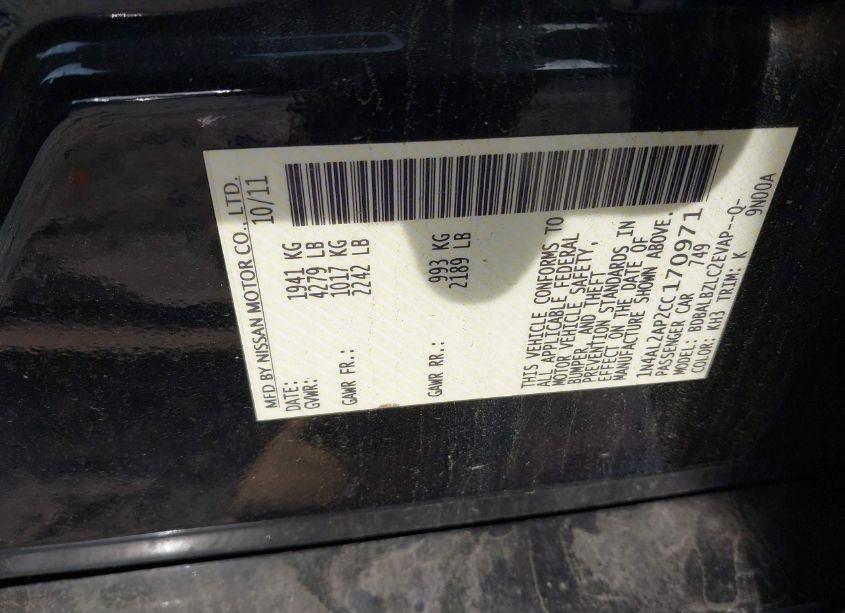 MFD BY NISSAN MOTOR CO., LTD.
DATE: 10/11
GVWR: 1941 KG
4279 LB
GAWR FR.: 1017 KG
2242 LB
GAWR RR.: 993 KG
2189 LB
THIS VEHICLE CONFORMS TO
ALL APPLICABLE FEDERAL
MOTOR VEHICLE SAFETY,
BUMPER, AND THEFT
PREVENTION STANDARDS IN
EFFECT ON THE DATE OF
MANUFACTURE SHOWN ABOVE.
1N4AL2AP2CC170971
PASSENGER CAR 749
MODEL: BDBALBZLC2EVAP--Q-
COLOR: KH3 TRIM: K 9N00A